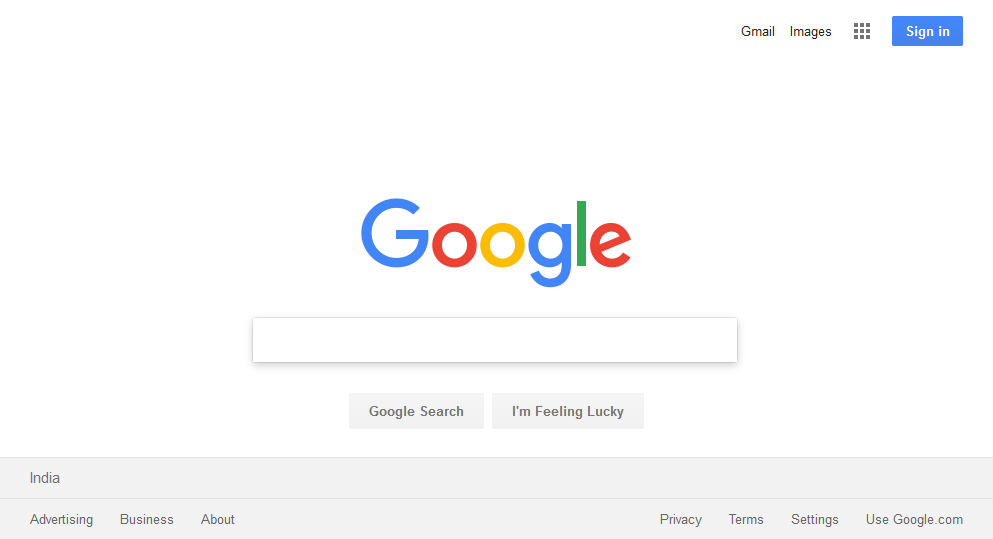 Gmail Images Sign in
Google
Google Search I'm Feeling Lucky
India
Advertising Business About Privacy Terms Settings Use Google.com